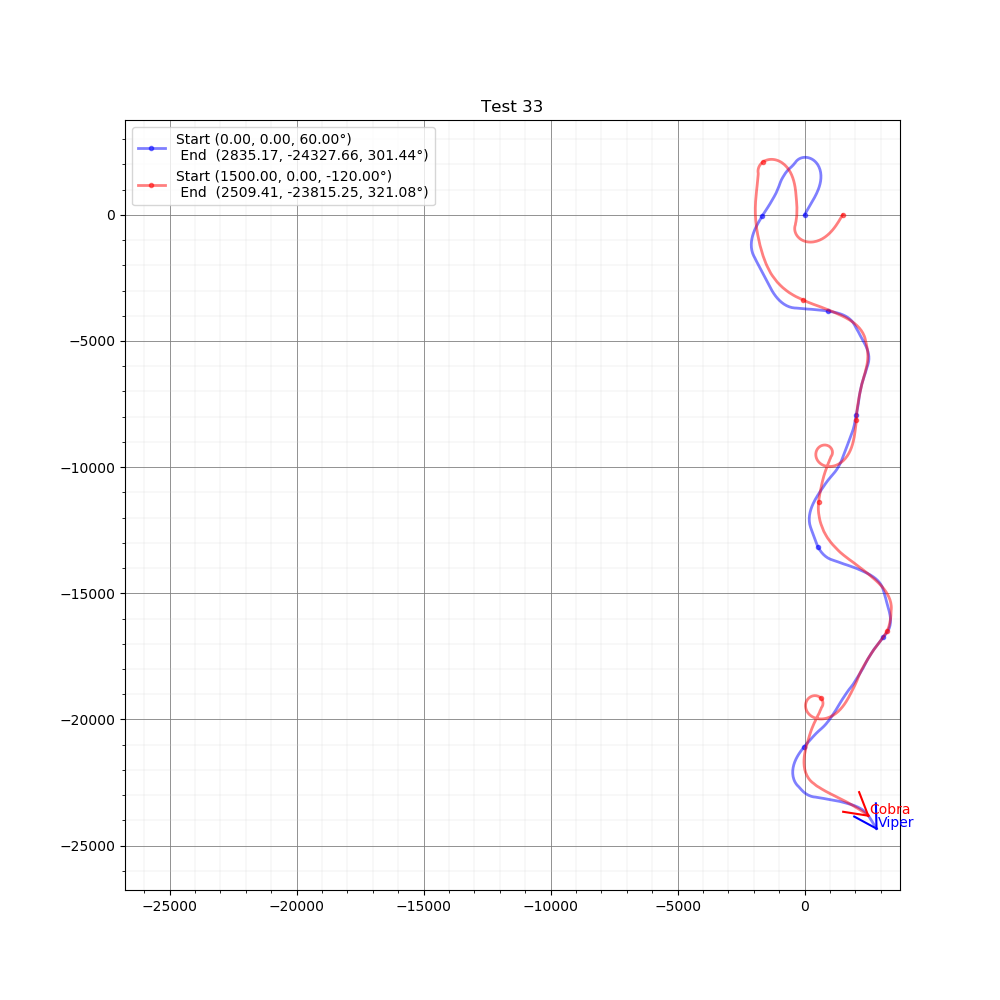 Test 33
Start (0.00, 0.00, 60.00°)
End  (2835.17, -24327.66, 301.44°)
Start (1500.00, 0.00, -120.00°)
End  (2509.41, -23815.25, 321.08°)
0
−5000
−10000
−15000
−20000
−25000
Cobra
Viper
−25000 −20000 −15000 −10000 −5000 0